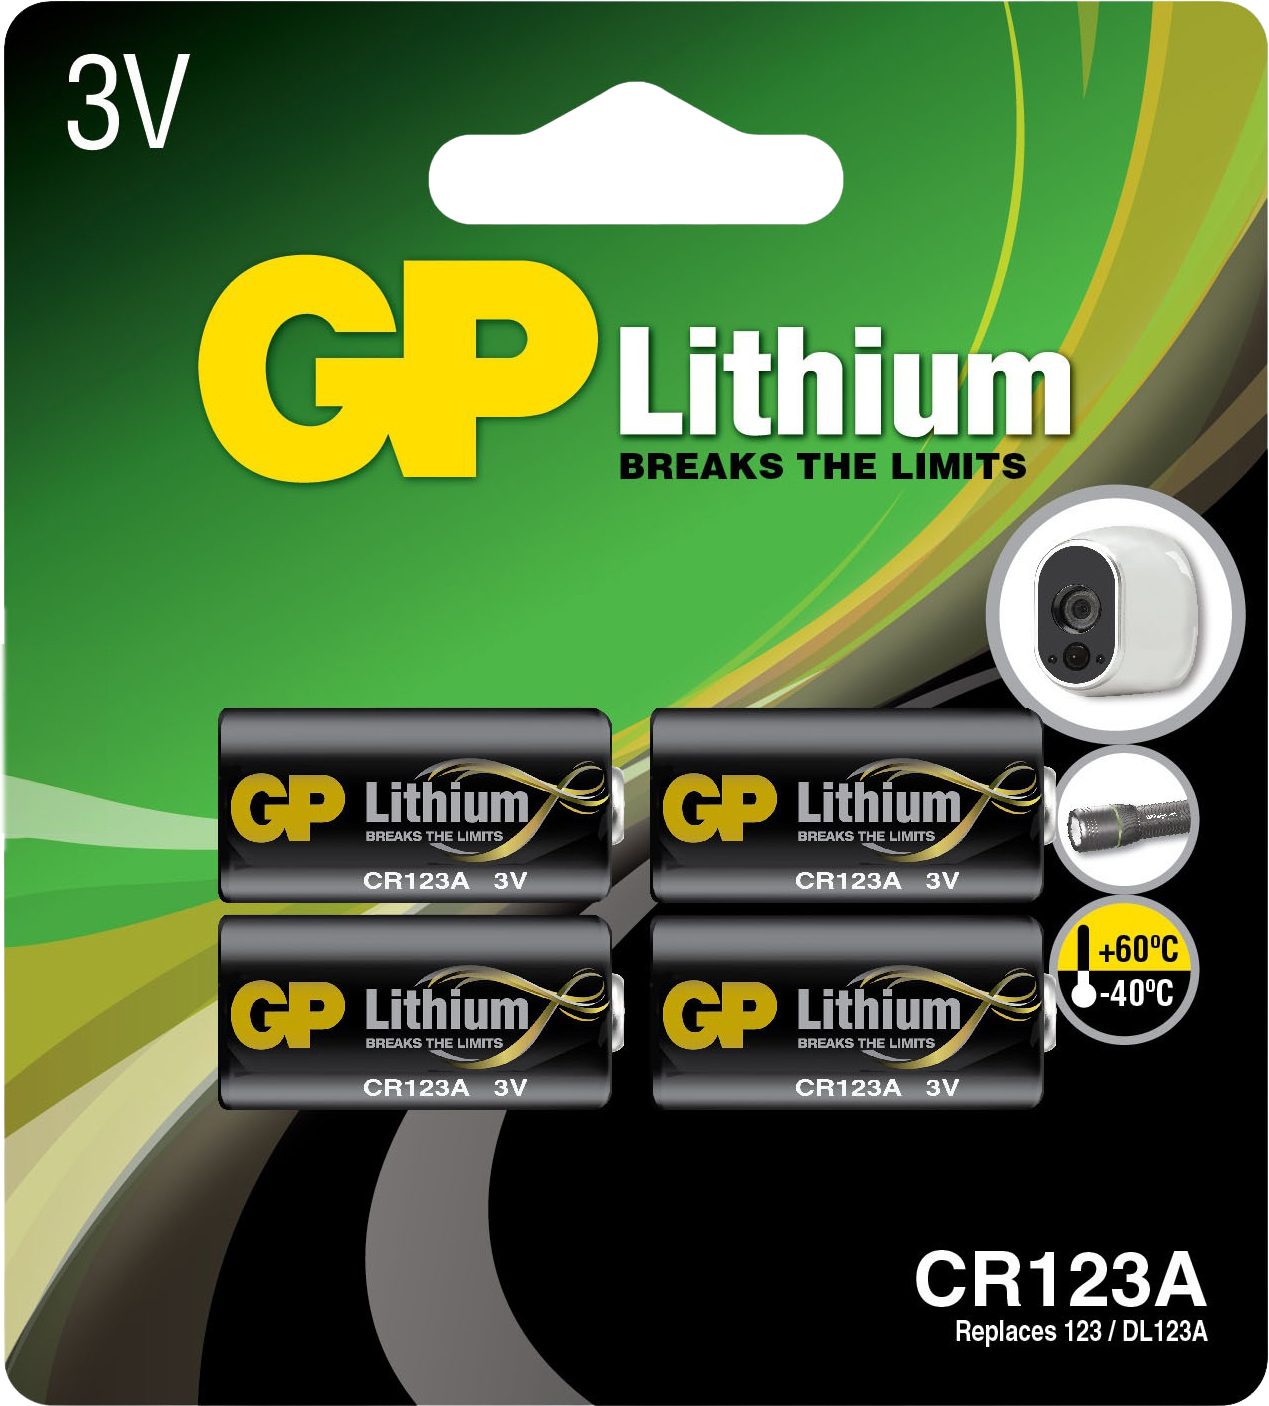 3V
GP Lithium
BREAKS THE LIMITS
GP Lithium
BREAKS THE LIMITS
CR123A 3V
GP Lithium
BREAKS THE LIMITS
CR123A 3V
+60ºC
-40ºC
GP Lithium
BREAKS THE LIMITS
CR123A 3V
GP Lithium
BREAKS THE LIMITS
CR123A 3V
CR123A
Replaces 123 / DL123A